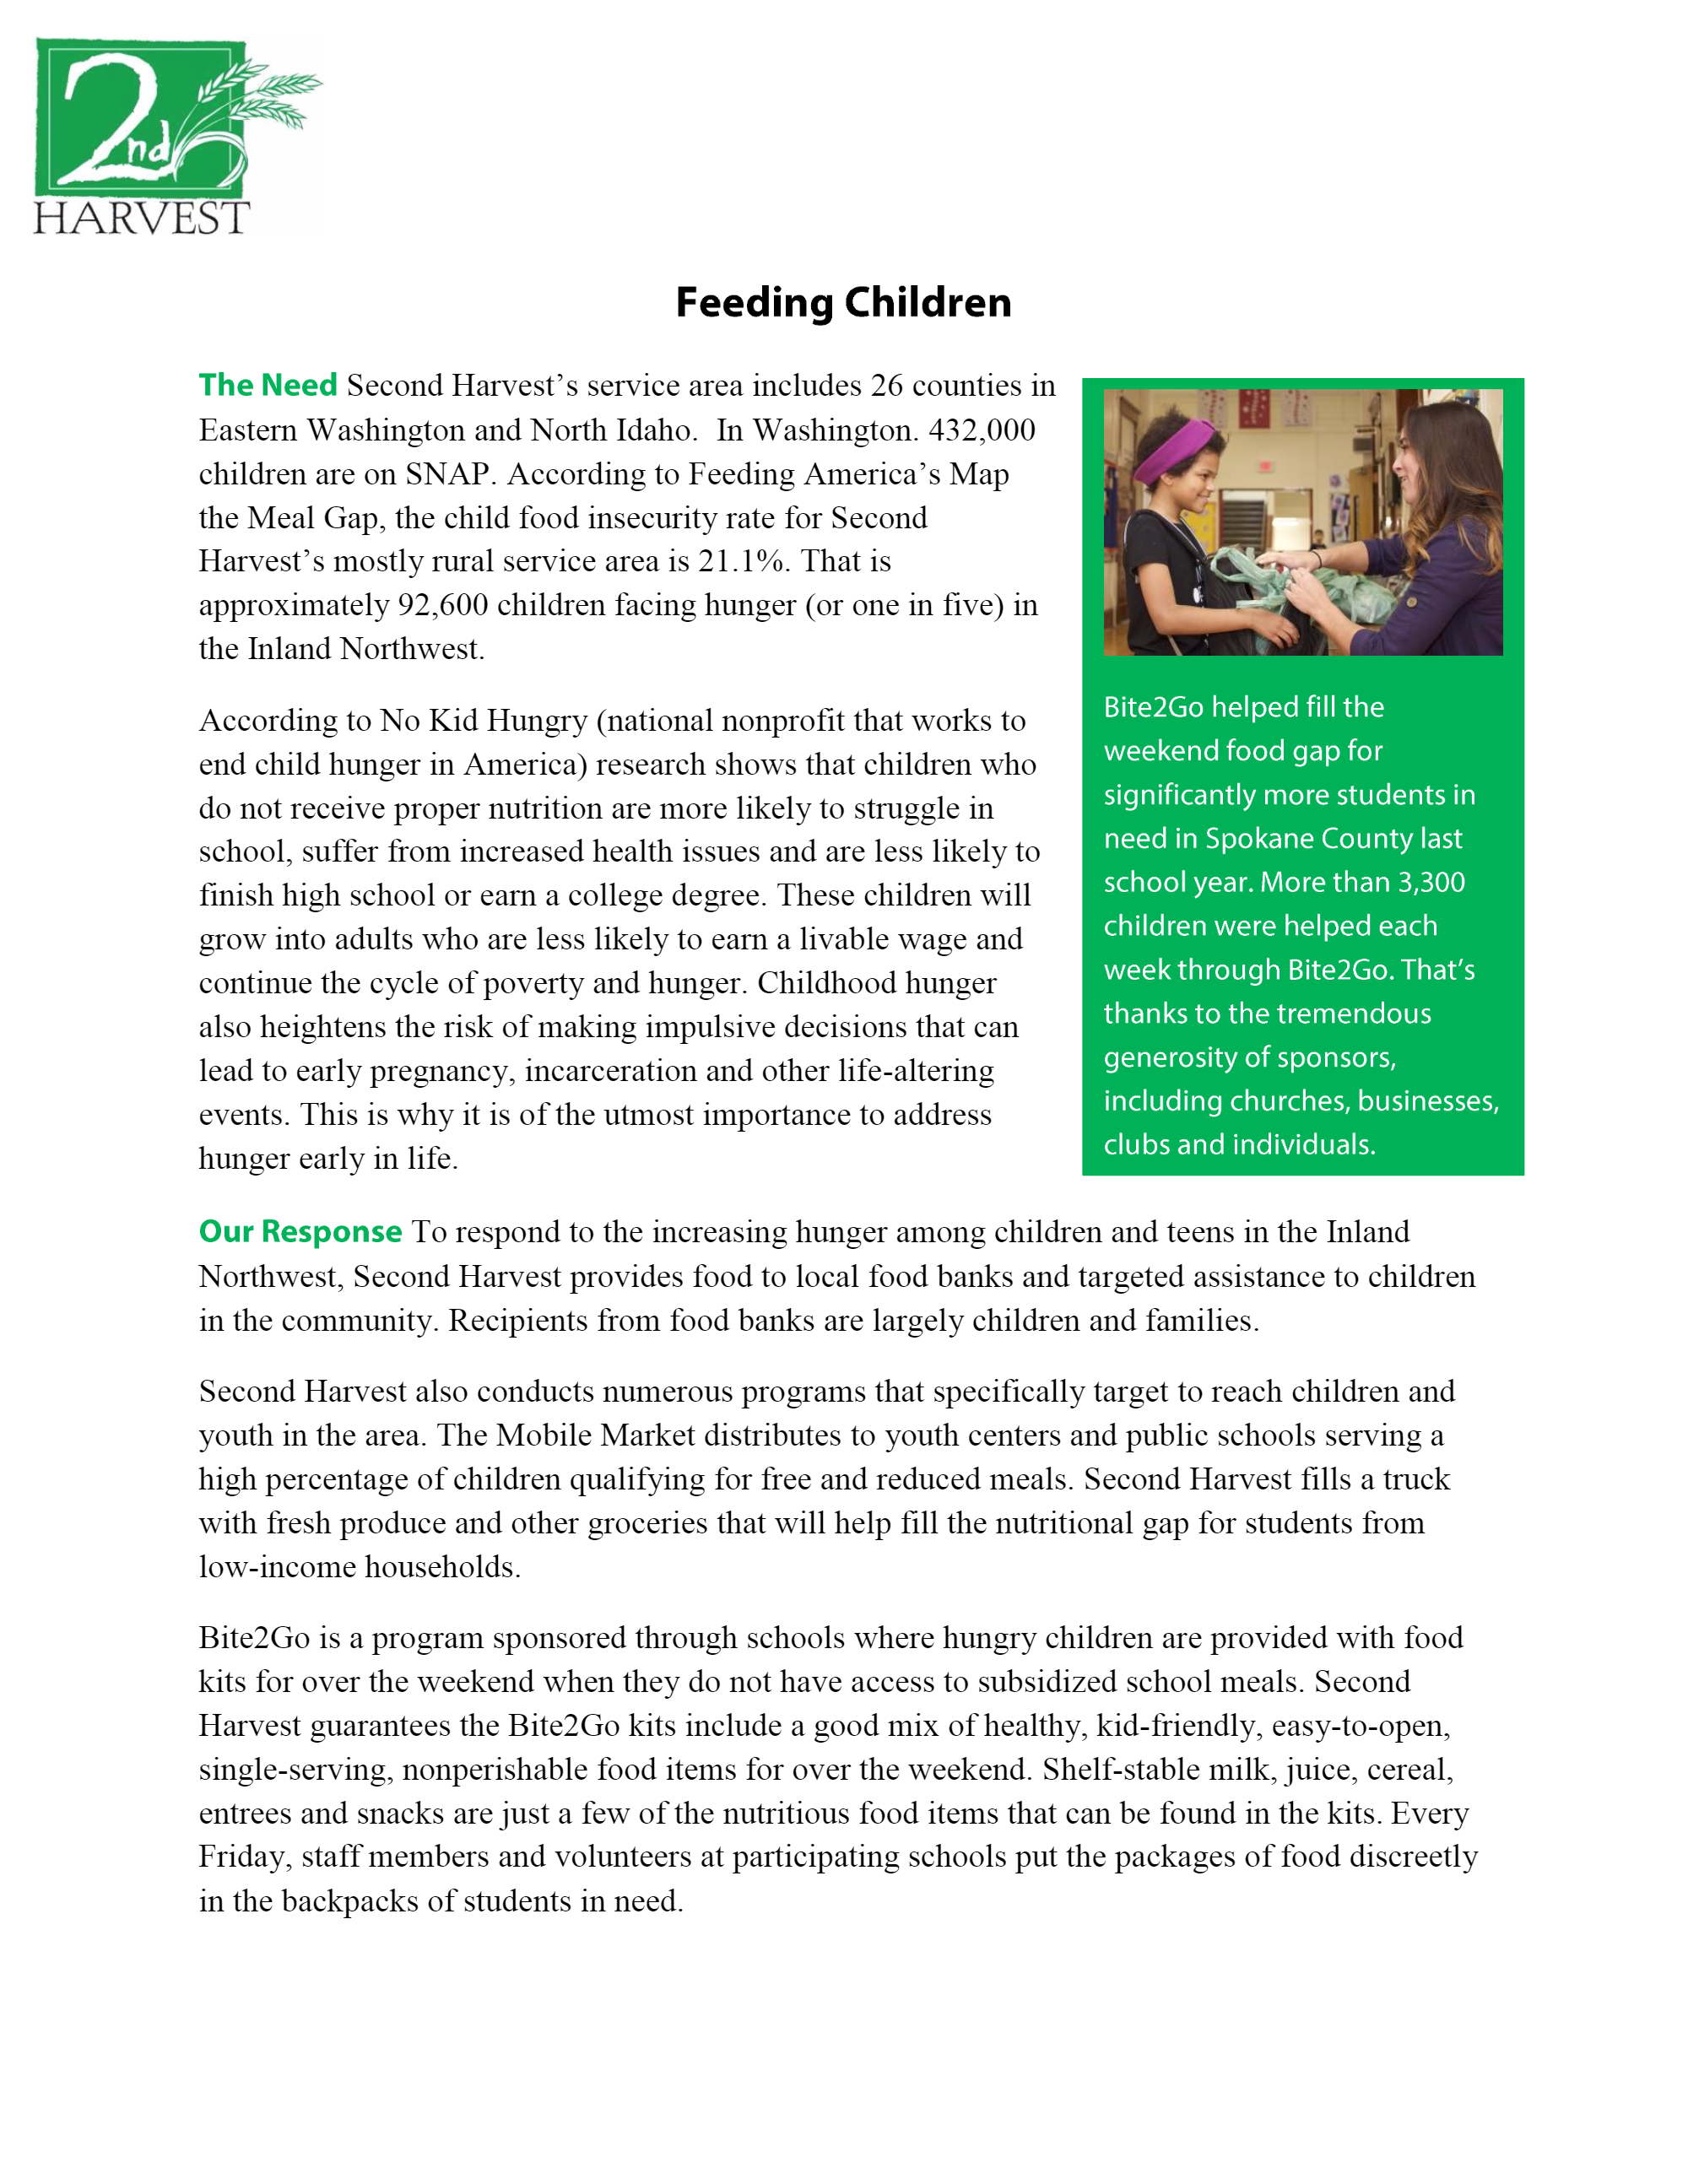 2nd
HARVEST
Feeding Children
The Need Second Harvest’s service area includes 26 counties in
Eastern Washington and North Idaho.  In Washington. 432,000
children are on SNAP. According to Feeding America’s Map
the Meal Gap, the child food insecurity rate for Second
Harvest’s mostly rural service area is 21.1%. That is
approximately 92,600 children facing hunger (or one in five) in
the Inland Northwest.
According to No Kid Hungry (national nonprofit that works to
end child hunger in America) research shows that children who
do not receive proper nutrition are more likely to struggle in
school, suffer from increased health issues and are less likely to
finish high school or earn a college degree. These children will
grow into adults who are less likely to earn a livable wage and
continue the cycle of poverty and hunger. Childhood hunger
also heightens the risk of making impulsive decisions that can
lead to early pregnancy, incarceration and other life-altering
events. This is why it is of the utmost importance to address
hunger early in life.
Bite2Go helped fill the
weekend food gap for
significantly more students in
need in Spokane County last
school year. More than 3,300
children were helped each
week through Bite2Go. That’s
thanks to the tremendous
generosity of sponsors,
including churches, businesses,
clubs and individuals.
Our Response To respond to the increasing hunger among children and teens in the Inland
Northwest, Second Harvest provides food to local food banks and targeted assistance to children
in the community. Recipients from food banks are largely children and families.
Second Harvest also conducts numerous programs that specifically target to reach children and
youth in the area. The Mobile Market distributes to youth centers and public schools serving a
high percentage of children qualifying for free and reduced meals. Second Harvest fills a truck
with fresh produce and other groceries that will help fill the nutritional gap for students from
low-income households.
Bite2Go is a program sponsored through schools where hungry children are provided with food
kits for over the weekend when they do not have access to subsidized school meals. Second
Harvest guarantees the Bite2Go kits include a good mix of healthy, kid-friendly, easy-to-open,
single-serving, nonperishable food items for over the weekend. Shelf-stable milk, juice, cereal,
entrees and snacks are just a few of the nutritious food items that can be found in the kits. Every
Friday, staff members and volunteers at participating schools put the packages of food discreetly
in the backpacks of students in need.